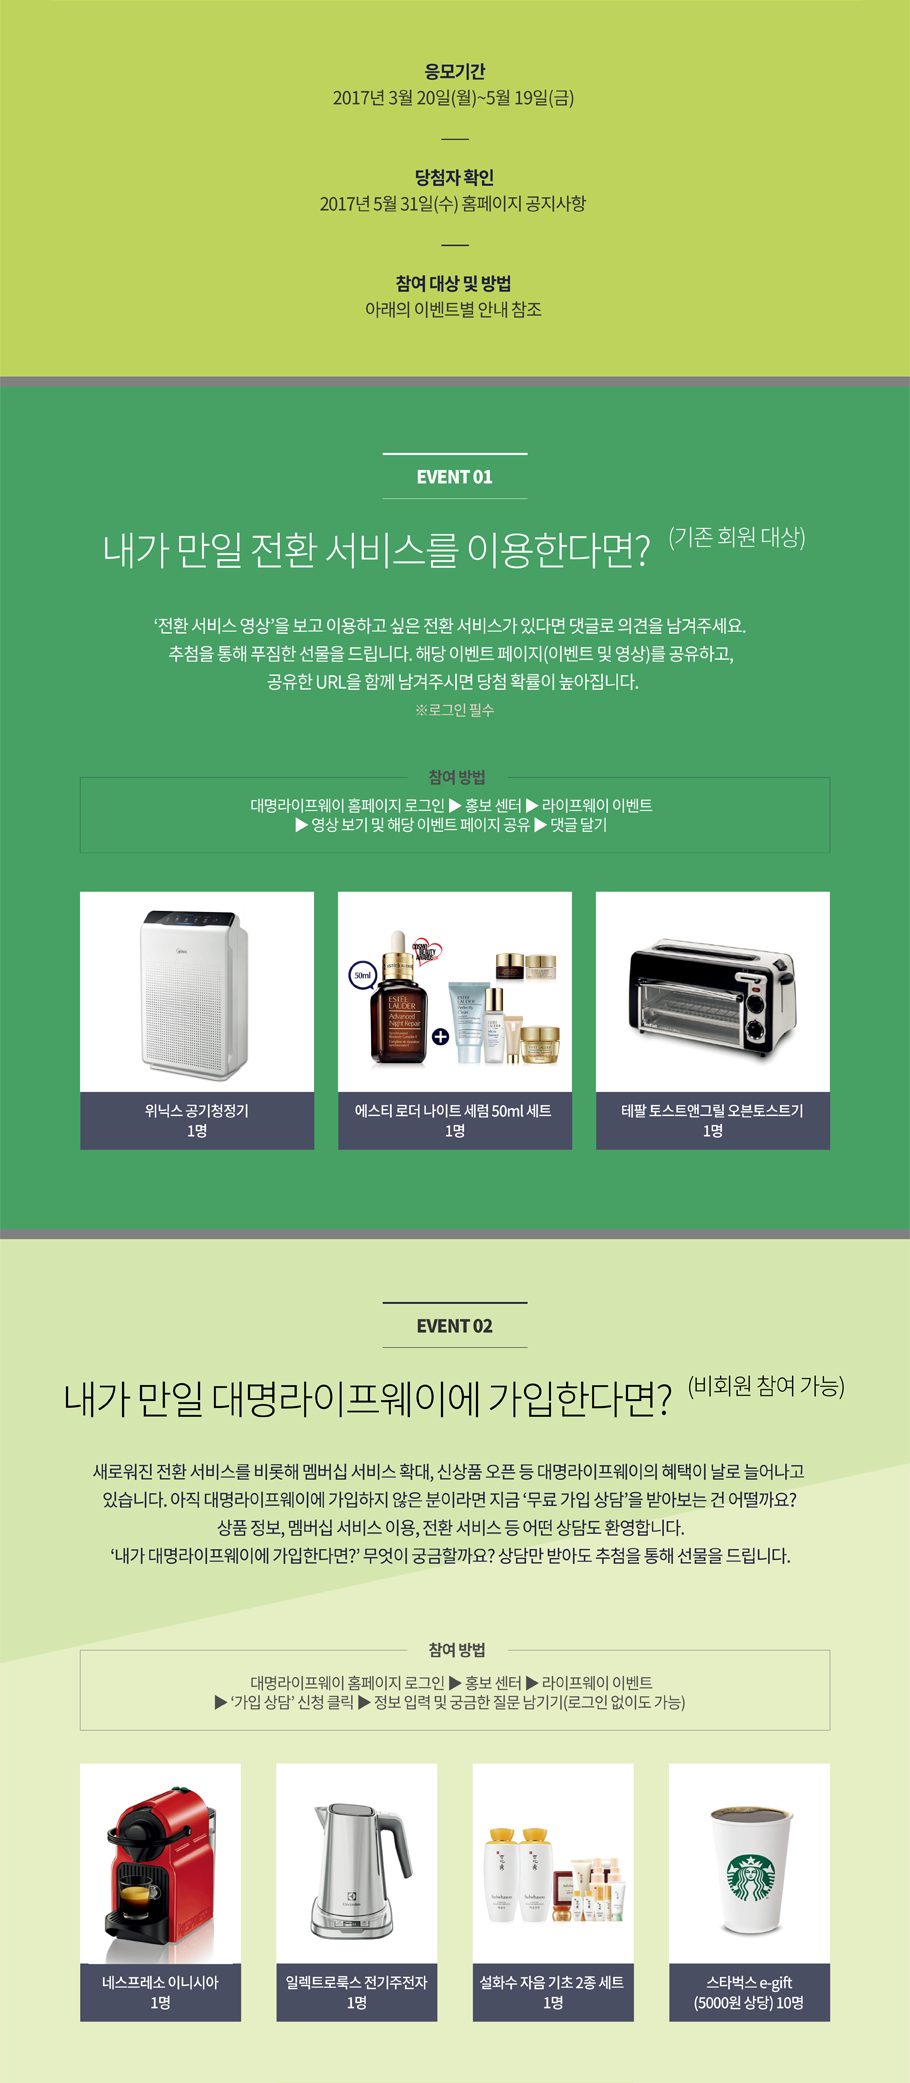 응모기간
2017년 3월 20일(월)~5월 19일(금)
당첨자 확인
2017년 5월 31일(수) 홈페이지 공지사항
참여 대상 및 방법
아래의 이벤트별 안내 참조
EVENT 01
내가 만일 전환 서비스를 이용한다면? (기존 회원 대상)
‘전환 서비스 영상’을 보고 이용하고 싶은 전환 서비스가 있다면 댓글로 의견을 남겨주세요.
추첨을 통해 푸짐한 선물을 드립니다. 해당 이벤트 페이지(이벤트 및 영상)를 공유하고,
공유한 URL을 함께 남겨주시면 당첨 확률이 높아집니다.
※로그인 필수
참여 방법
대명라이프웨이 홈페이지 로그인 ▶ 홍보 센터 ▶ 라이프웨이 이벤트
▶ 영상 보기 및 해당 이벤트 페이지 공유 ▶ 댓글 달기
50ml
ESTEE
LAUDER
Advanced
Night Repair
위닉스 공기청정기
1명
에스티 로더 나이트 세럼 50ml 세트
1명
테팔 토스트앤그릴 오븐토스트기
1명
EVENT 02
내가 만일 대명라이프웨이에 가입한다면? (비회원 참여 가능)
새로워진 전환 서비스를 비롯해 멤버십 서비스 확대, 신상품 오픈 등 대명라이프웨이의 혜택이 날로 늘어나고
있습니다. 아직 대명라이프웨이에 가입하지 않은 분이라면 지금 ‘무료 가입 상담’을 받아보는 건 어떨까요?
상품 정보, 멤버십 서비스 이용, 전환 서비스 등 어떤 상담도 환영합니다.
‘내가 대명라이프웨이에 가입한다면?’ 무엇이 궁금할까요? 상담만 받아도 추첨을 통해 선물을 드립니다.
참여 방법
대명라이프웨이 홈페이지 로그인 ▶ 홍보 센터 ▶ 라이프웨이 이벤트
▶ ‘가입 상담’ 신청 클릭 ▶ 정보 입력 및 궁금한 질문 남기기(로그인 없이도 가능)
Electrolux
네스프레소 이니시아
1명
일렉트로룩스 전기주전자
1명
설화수 자음 기초 2종 세트
1명
스타벅스 e-gift
(5000원 상당) 10명